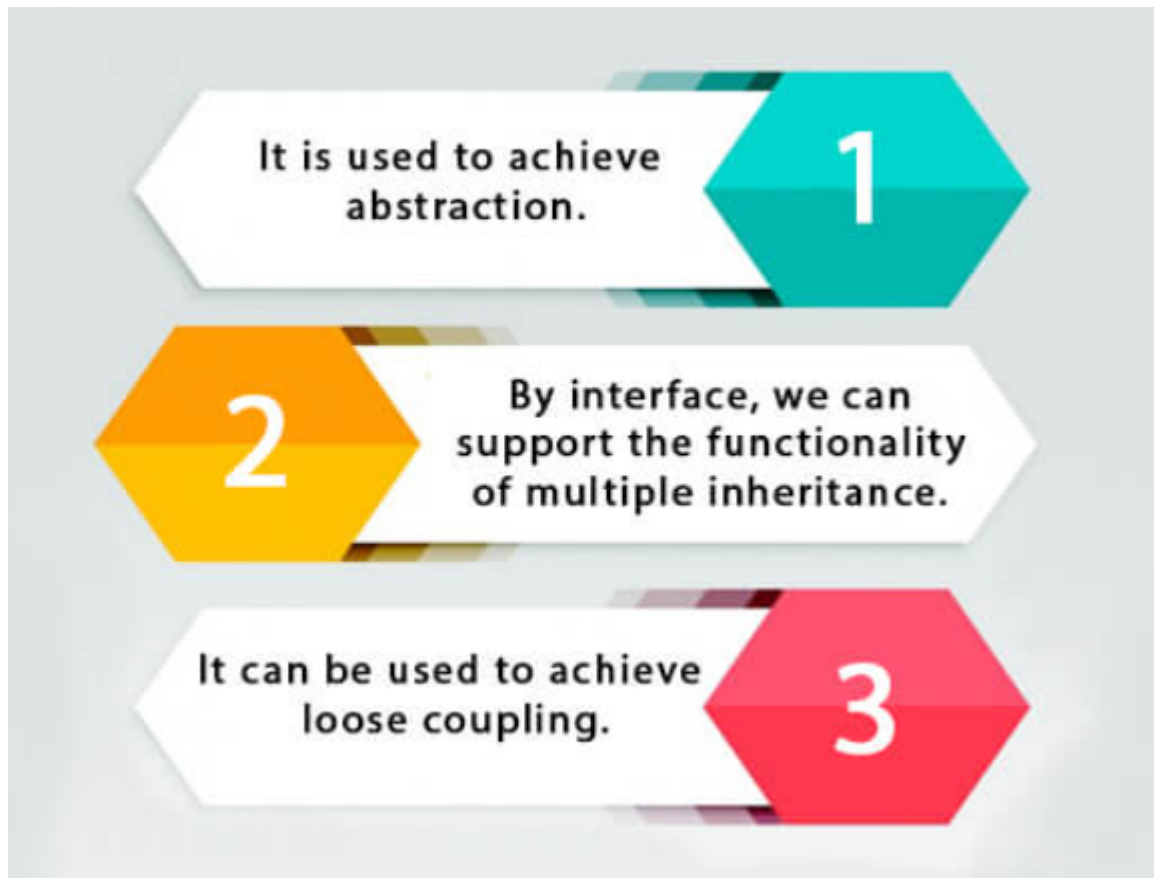 It is used to achieve
abstraction.
1
2
By interface, we can
support the functionality
of multiple inheritance.
It can be used to achieve
loose coupling.
3